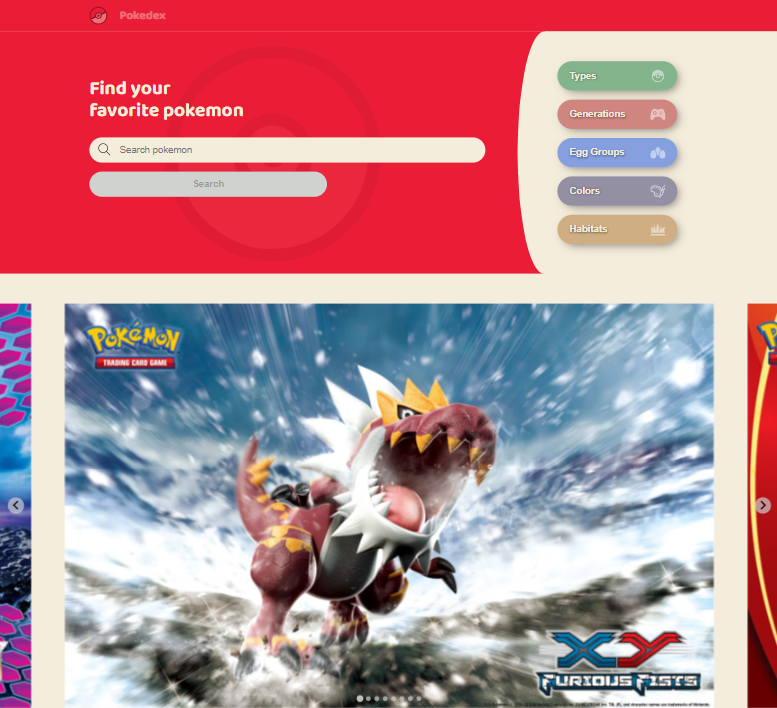 Pokedex
Find your
favorite pokemon
Search pokemon
Search
Types
Generations
Egg Groups
Colors
Habitats
POKéMON
TRADING CARD GAME
XY
FURIOUS FISTS